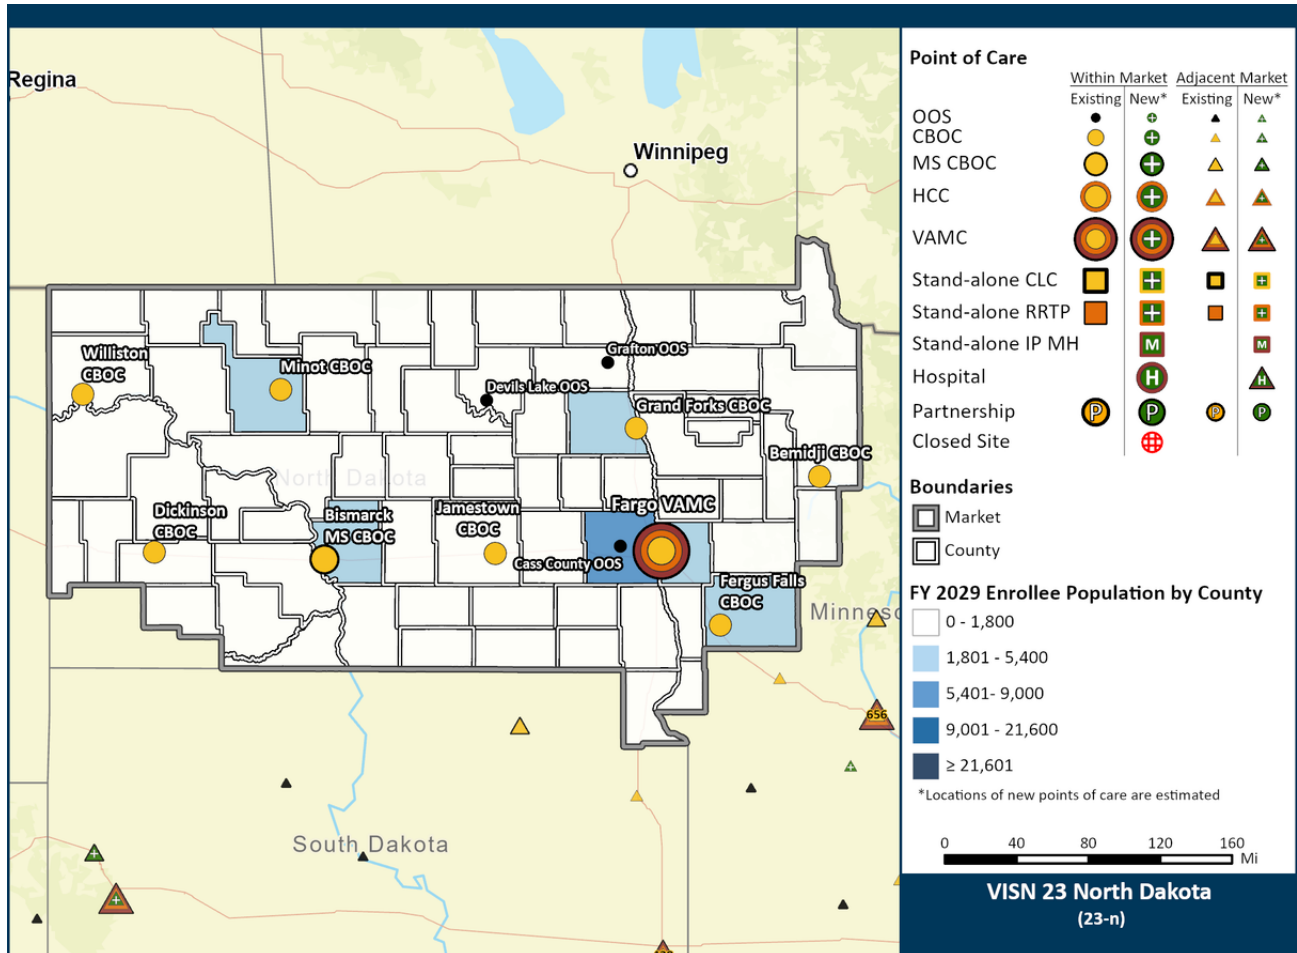 Regina
Winnipeg
Williston
CBOC
Minot CBOC
Grafton OOS
Devils Lake OOS
Grand Forks CBOC
Bemidji CBOC
North Dakota
Dickinson
CBOC
Bismarck
MS CBOC
Jamestown
CBOC
Fargo VAMC
Cass County OOS
Fergus Falls
CBOC
Minnesc
656
South Dakota
Point of Care
Within Market Adjacent Market
Existing New* Existing New*
OOS
CBOC
MS CBOC
HCC
VAMC
Stand-alone CLC
Stand-alone RRTP
Stand-alone IP MH M M
Hospital H H
Partnership P P P P
Closed Site
Boundaries
Market
County
FY 2029 Enrollee Population by County
0 - 1,800
1,801 - 5,400
5,401- 9,000
9,001 - 21,600
≥ 21,601
*Locations of new points of care are estimated
0 40 80 120 160
Mi
VISN 23 North Dakota
(23-n)